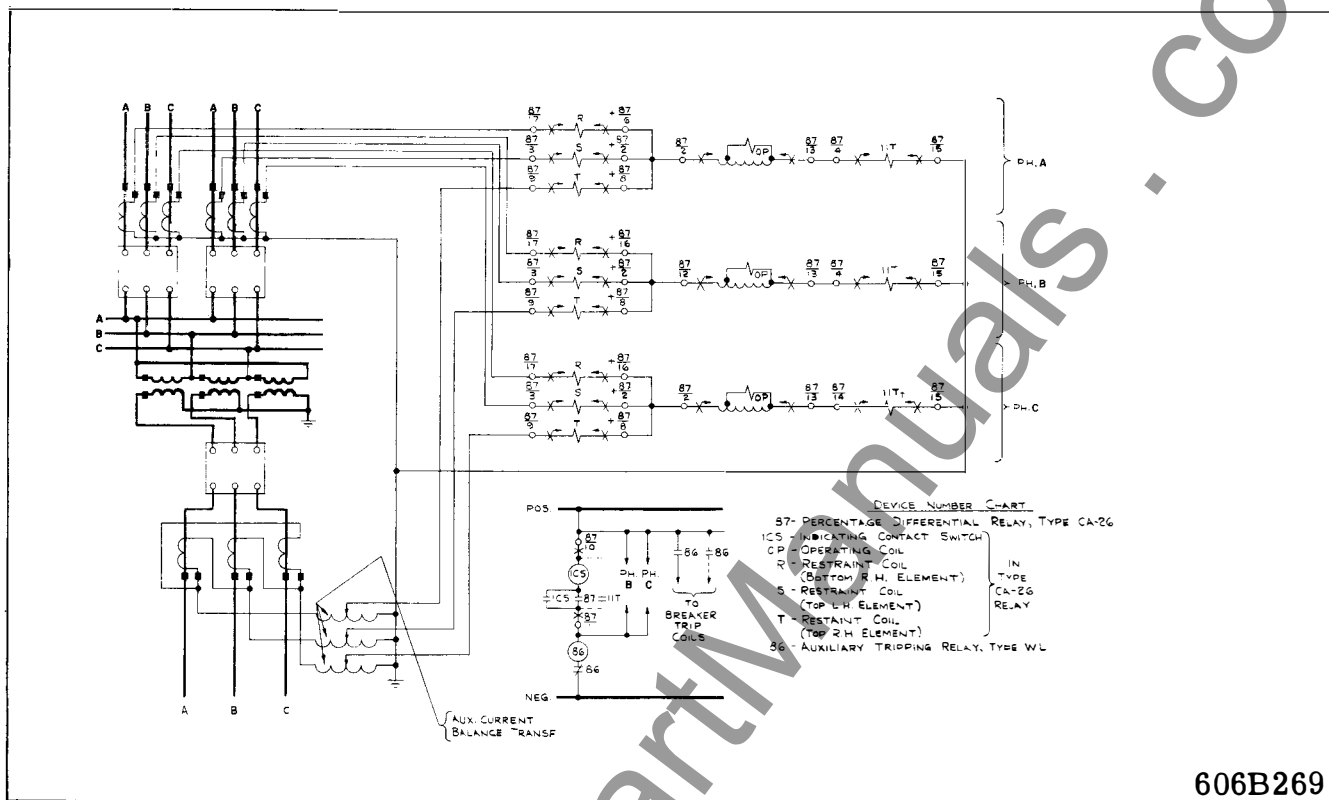 A B C A B C
87/17 R + 87/6
87/3 S + 87/2
87/9 T + 87/8
87/2 OP 87/13 87/4 IIT 87/15
PH. A
87/17 R + 87/16
87/3 S + 87/2
87/9 T + 87/8
87/12 OP 87/13 87/4 IIT 87/15
PH. B
87/17 R + 87/16
87/3 S + 87/2
87/9 T + 87/8
87/2 OP 87/13 87/14 IIT 87/15
PH. C
A
B
C
A B C
AUX. CURRENT
BALANCE TRANSF
POS.
87/10
ICS
ICS 87 IIT
87
86
86
NEG.
PH. B
PH. C
86 86
TO
BREAKER
TRIP
COILS
DEVICE NUMBER CHART
87 - PERCENTAGE DIFFERENTIAL RELAY, TYPE CA-26
ICS - INDICATING CONTACT SWITCH
OP - OPERATING COIL
R - RESTRAINT COIL
(BOTTOM R.H. ELEMENT)
S - RESTRAINT COIL
(TOP L.H. ELEMENT)
T - RESTAINT COIL
(TOP R.H ELEMENT)
IN
TYPE
CA-26
RELAY
86 - AUXILIARY TRIPPING RELAY, TYPE WL
606B269